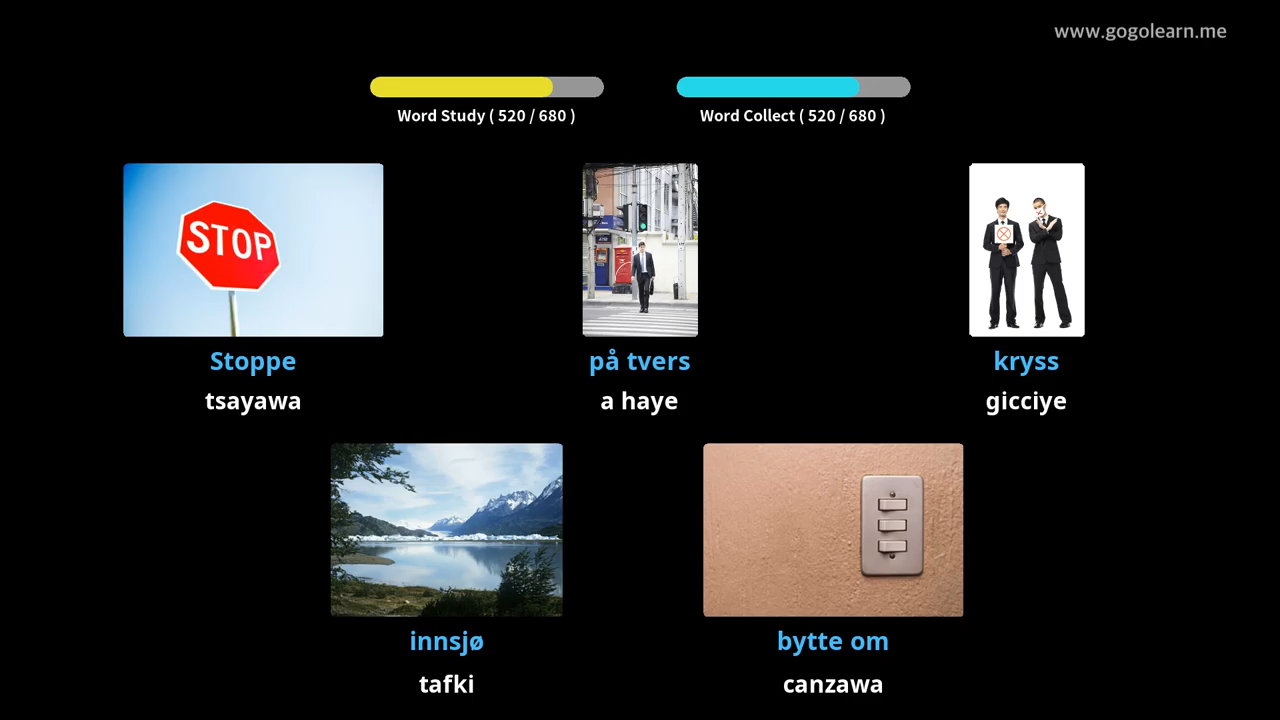 www.gogolearn.me
Word Study ( 520 / 680 )
Word Collect ( 520 / 680 )
STOP
Stoppe
på tvers
kryss
tsayawa
a haye
gicciye
innsjø
bytte om
tafki
canzawa